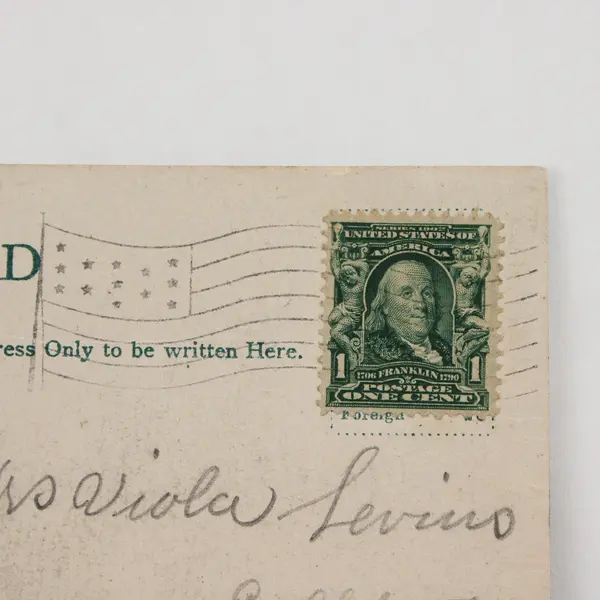 SERIES 1902
UNITED STATES OF
AMERICA
D
ress Only to be written Here.
1 1
1706 FRANKLIN 1790
POSTAGE
ONE CENT
Foreign
rs Viola Levins